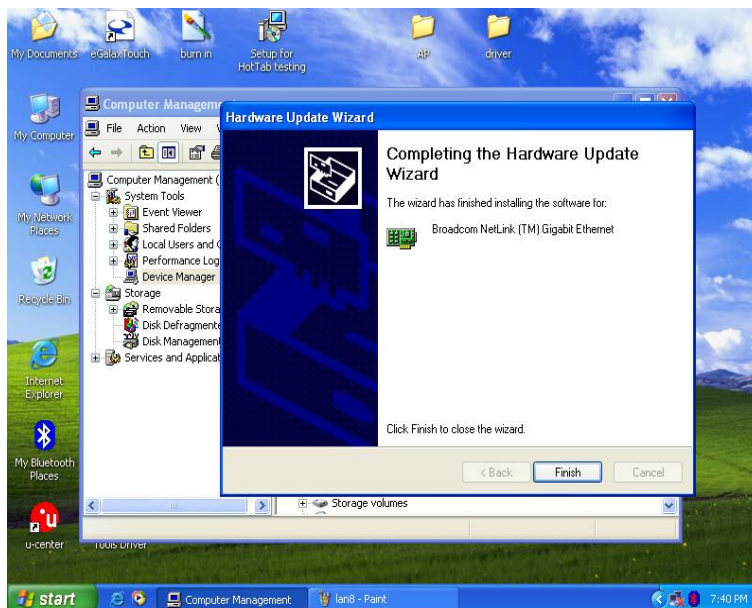 My Documents
eGalaxTouch
burn in
Setup for
HotTab testing
AP
driver
My Computer
My Network
Places
Recycle Bin
Internet
Explorer
My Bluetooth
Places
u-center
Tools Driver
Computer Manageme
File Action View
Computer Management (
System Tools
Event Viewer
Shared Folders
Local Users and G
Performance Log
Device Manager
Storage
Removable Stora
Disk Defragmente
Disk Management
Services and Applicat
Storage volumes
Hardware Update Wizard
Completing the Hardware Update
Wizard
The wizard has finished installing the software for:
Broadcom NetLink (TM) Gigabit Ethernet
Click Finish to close the wizard.
< Back Finish Cancel
start
Computer Management
lan8 - Paint
7:40 PM